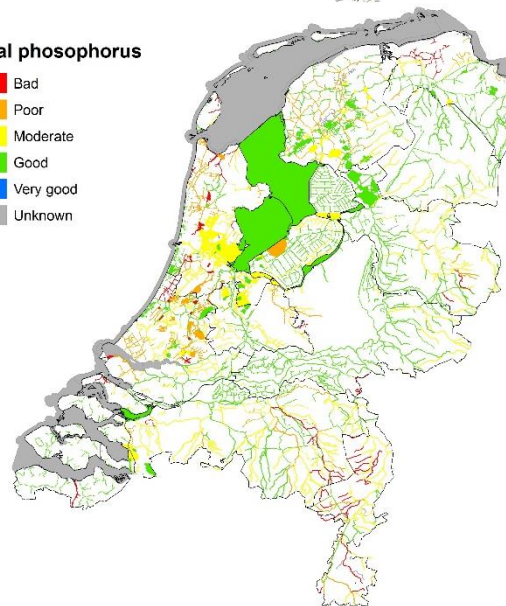 al phosophorus
Bad
Poor
Moderate
Good
Very good
Unknown